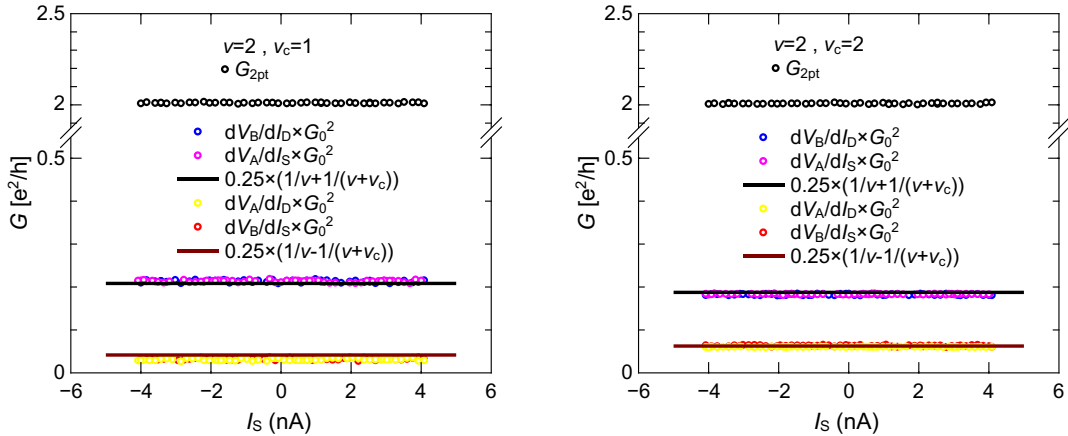 2.5
ν=2 , νc=1
G2pt
2
dVB/dID×G0²
dVA/dIS×G0²
0.25×(1/ν+1/(ν+νc))
dVA/dID×G0²
dVB/dIS×G0²
0.25×(1/ν-1/(ν+νc))
0.5
0
G [e²/h]
−6 −4 −2 0 2 4 6
IS (nA)
2.5
ν=2 , νc=2
G2pt
2
dVB/dID×G0²
dVA/dIS×G0²
0.25×(1/ν+1/(ν+νc))
dVA/dID×G0²
dVB/dIS×G0²
0.25×(1/ν-1/(ν+νc))
0.5
0
G [e²/h]
−6 −4 −2 0 2 4 6
IS (nA)